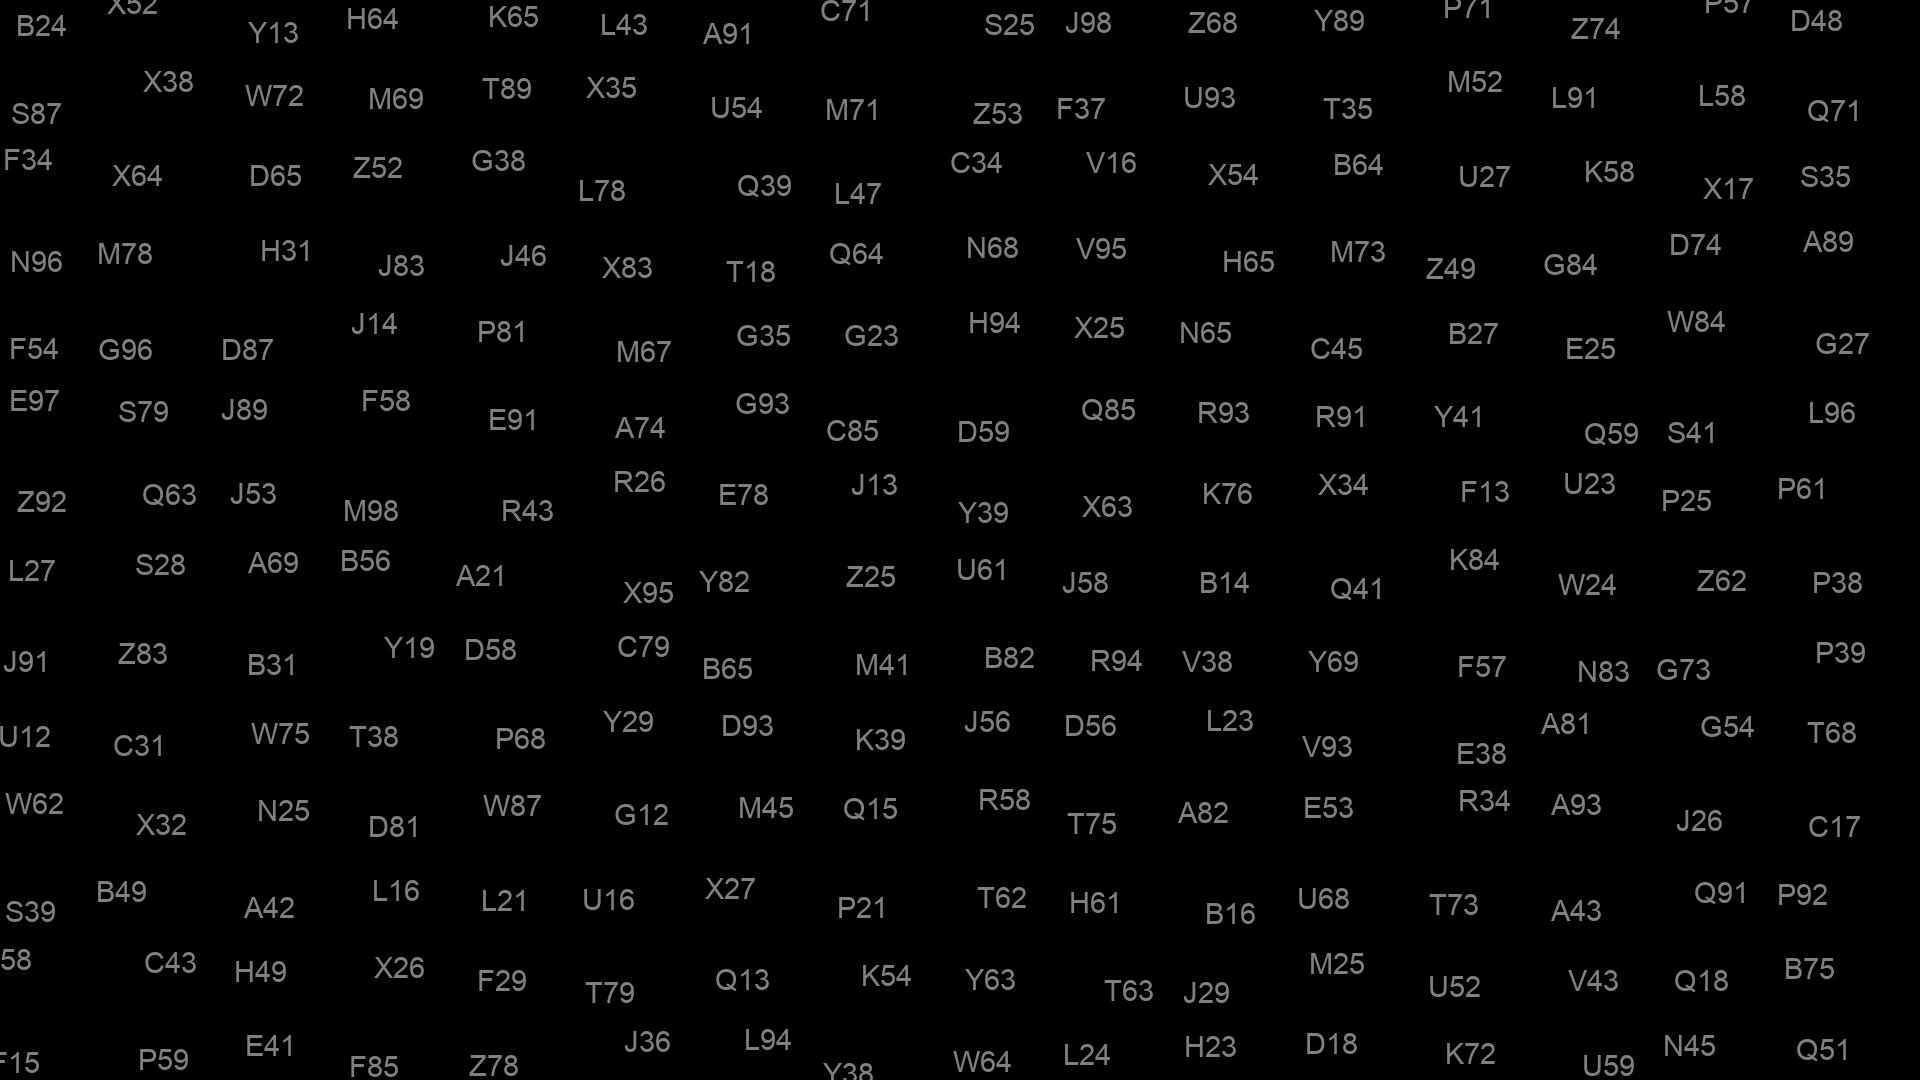 B24 X52 Y13 H64 K65 L43 A91 C71 S25 J98 Z68 Y89 P71 Z74 P57 D48
S87 X38 W72 M69 T89 X35 U54 M71 Z53 F37 U93 T35 M52 L91 L58 Q71
F34 X64 D65 Z52 G38 L78 Q39 L47 C34 V16 X54 B64 U27 K58 X17 S35
N96 M78 H31 J83 J46 X83 T18 Q64 N68 V95 H65 M73 Z49 G84 D74 A89
F54 G96 D87 J14 P81 M67 G35 G23 H94 X25 N65 C45 B27 E25 W84 G27
E97 S79 J89 F58 E91 A74 G93 C85 D59 Q85 R93 R91 Y41 Q59 S41 L96
Z92 Q63 J53 M98 R43 R26 E78 J13 Y39 X63 K76 X34 F13 U23 P25 P61
L27 S28 A69 B56 A21 X95 Y82 Z25 U61 J58 B14 Q41 K84 W24 Z62 P38
J91 Z83 B31 Y19 D58 C79 B65 M41 B82 R94 V38 Y69 F57 N83 G73 P39
U12 C31 W75 T38 P68 Y29 D93 K39 J56 D56 L23 V93 E38 A81 G54 T68
W62 X32 N25 D81 W87 G12 M45 Q15 R58 T75 A82 E53 R34 A93 J26 C17
S39 B49 A42 L16 L21 U16 X27 P21 T62 H61 B16 U68 T73 A43 Q91 P92
58 C43 H49 X26 F29 T79 Q13 K54 Y63 T63 J29 M25 U52 V43 Q18 B75
F15 P59 E41 F85 Z78 J36 L94 Y38 W64 L24 H23 D18 K72 U59 N45 Q51